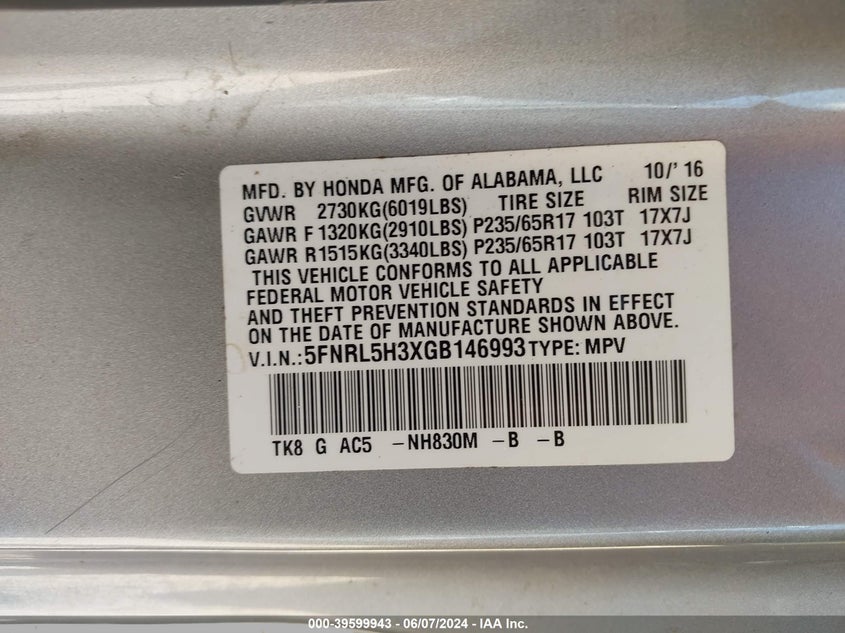 MFD. BY HONDA MFG. OF ALABAMA, LLC 10/'16
GVWR 2730KG(6019LBS) TIRE SIZE RIM SIZE
GAWR F 1320KG(2910LBS) P235/65R17 103T 17X7J
GAWR R1515KG(3340LBS) P235/65R17 103T 17X7J
THIS VEHICLE CONFORMS TO ALL APPLICABLE
FEDERAL MOTOR VEHICLE SAFETY
AND THEFT PREVENTION STANDARDS IN EFFECT
ON THE DATE OF MANUFACTURE SHOWN ABOVE.
V.I.N.:5FNRL5H3XGB146993 TYPE: MPV
TK8 G AC5 -NH830M -B -B
000-39599943 - 06/07/2024 - IAA Inc.